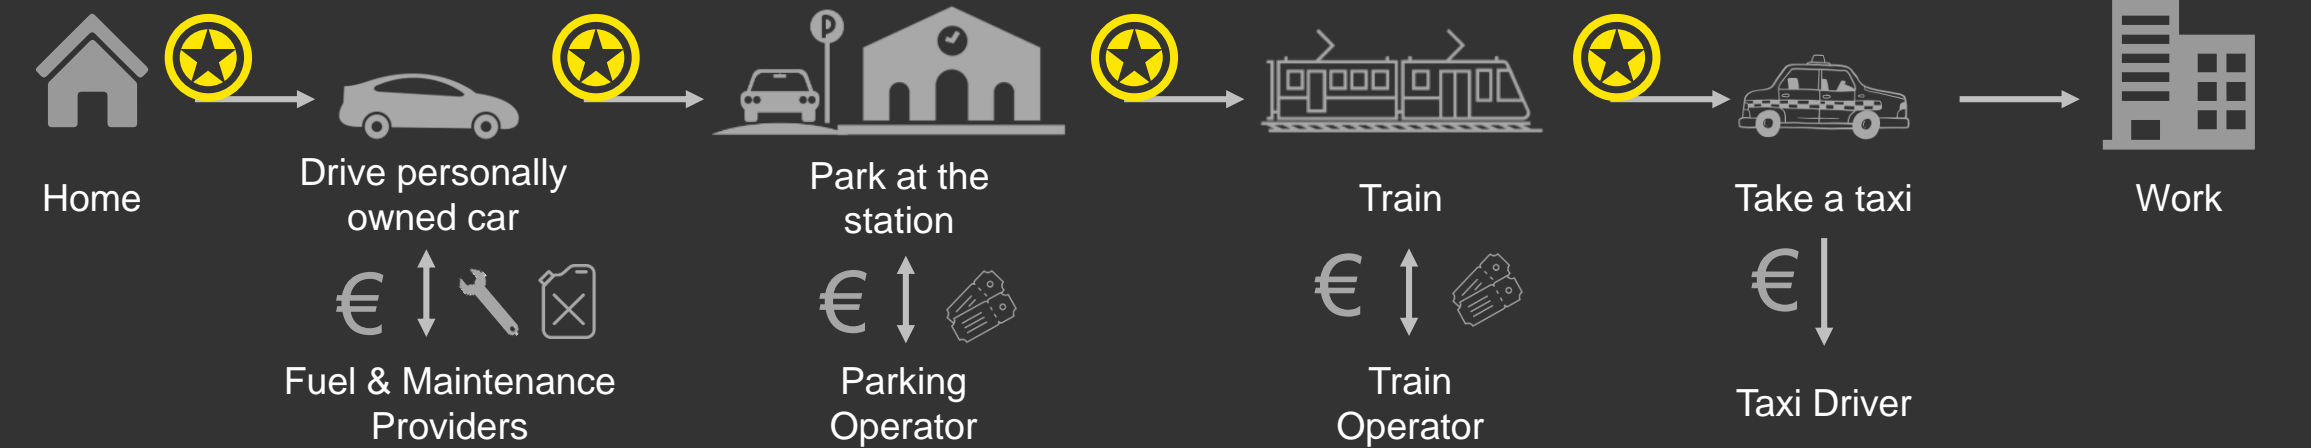 P
Home
Drive personally
owned car
Park at the
station
Train
Take a taxi
Work
€
€
€
€
Fuel & Maintenance
Providers
Parking
Operator
Train
Operator
Taxi Driver